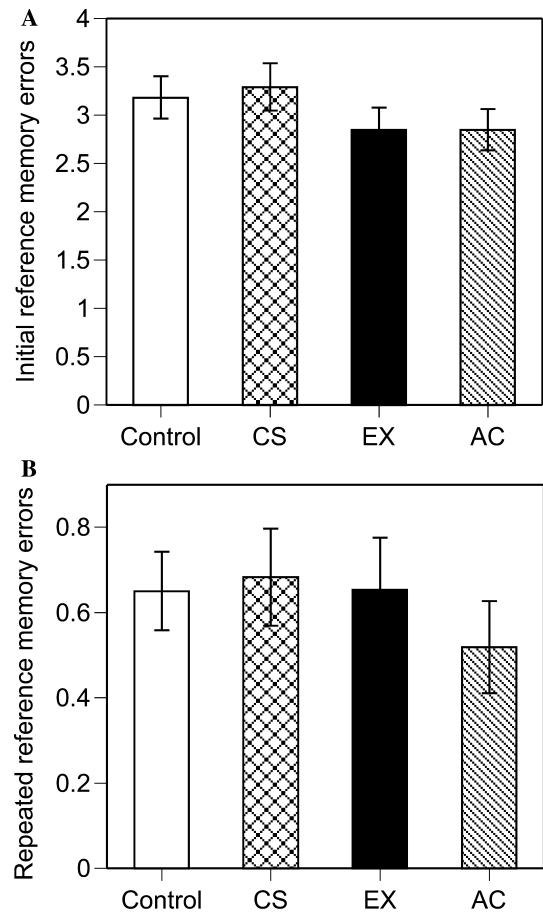 A
Initial reference memory errors
4
3.5
3
2.5
2
1.5
1
0.5
0
Control CS EX AC
B
Repeated reference memory errors
0.8
0.6
0.4
0.2
0
Control CS EX AC